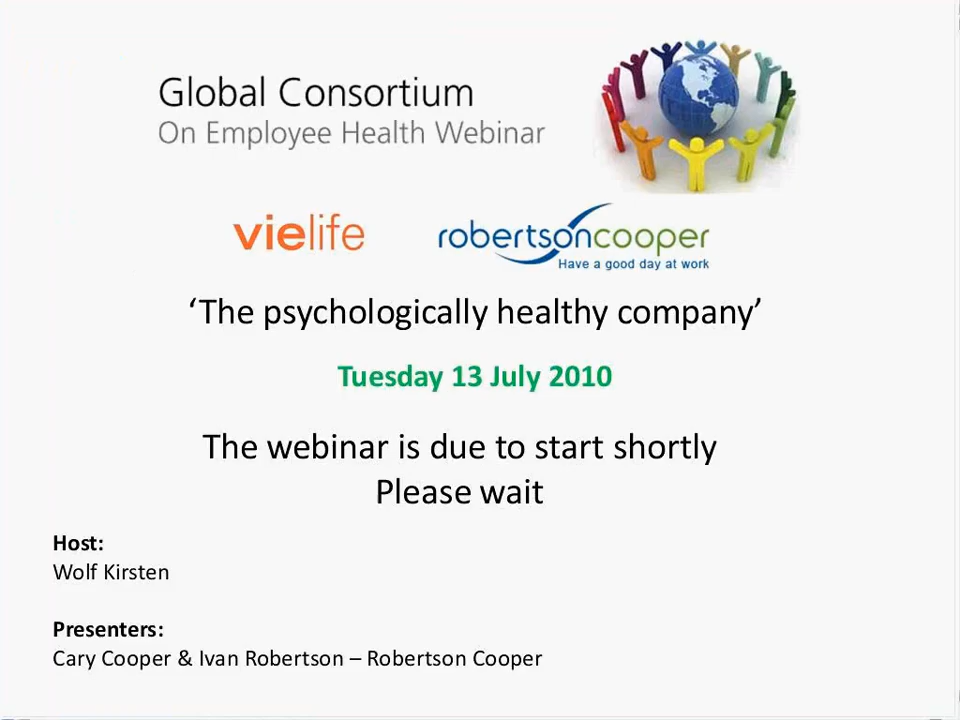 Global Consortium
On Employee Health Webinar
vielife
robertsoncooper
Have a good day at work
‘The psychologically healthy company’
Tuesday 13 July 2010
The webinar is due to start shortly
Please wait
Host:
Wolf Kirsten
Presenters:
Cary Cooper & Ivan Robertson – Robertson Cooper